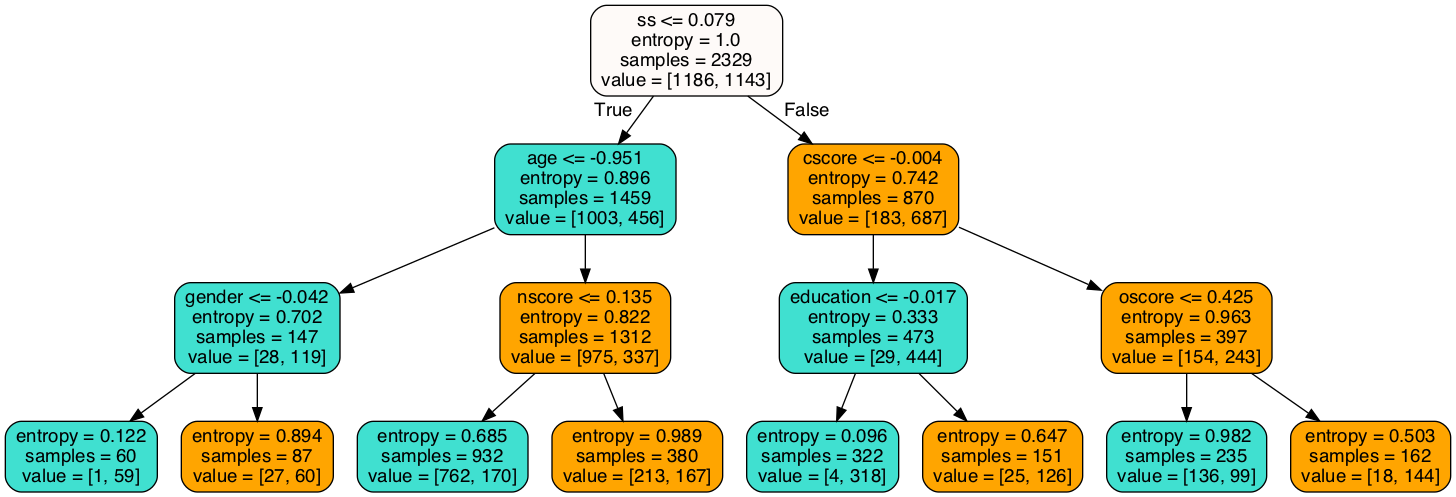 ss <= 0.079
entropy = 1.0
samples = 2329
value = [1186, 1143]
True
False
age <= -0.951
entropy = 0.896
samples = 1459
value = [1003, 456]
cscore <= -0.004
entropy = 0.742
samples = 870
value = [183, 687]
gender <= -0.042
entropy = 0.702
samples = 147
value = [28, 119]
nscore <= 0.135
entropy = 0.822
samples = 1312
value = [975, 337]
education <= -0.017
entropy = 0.333
samples = 473
value = [29, 444]
oscore <= 0.425
entropy = 0.963
samples = 397
value = [154, 243]
entropy = 0.122
samples = 60
value = [1, 59]
entropy = 0.894
samples = 87
value = [27, 60]
entropy = 0.685
samples = 932
value = [762, 170]
entropy = 0.989
samples = 380
value = [213, 167]
entropy = 0.096
samples = 322
value = [4, 318]
entropy = 0.647
samples = 151
value = [25, 126]
entropy = 0.982
samples = 235
value = [136, 99]
entropy = 0.503
samples = 162
value = [18, 144]